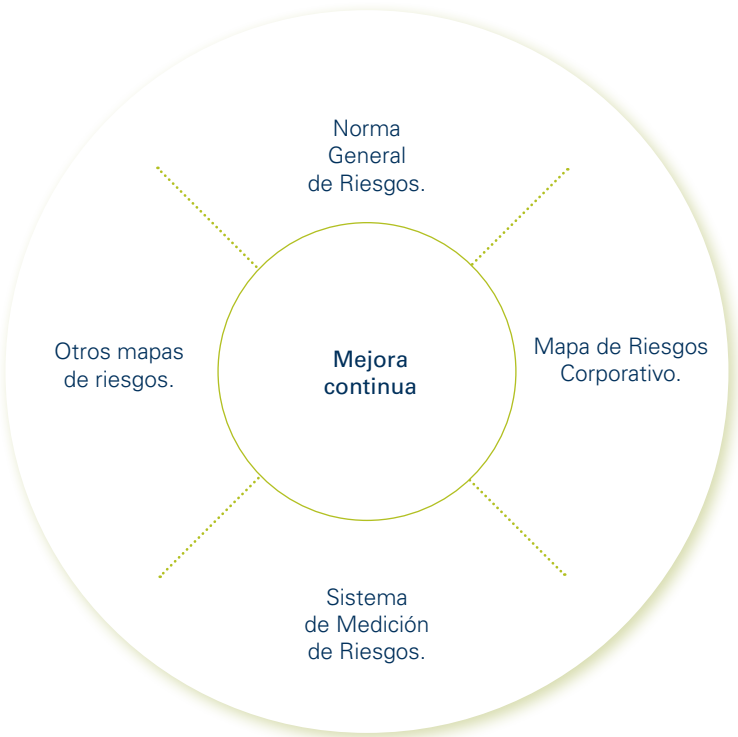 Norma
General
de Riesgos.
Otros mapas
de riesgos.
Mejora
continua
Mapa de Riesgos
Corporativo.
Sistema
de Medición
de Riesgos.